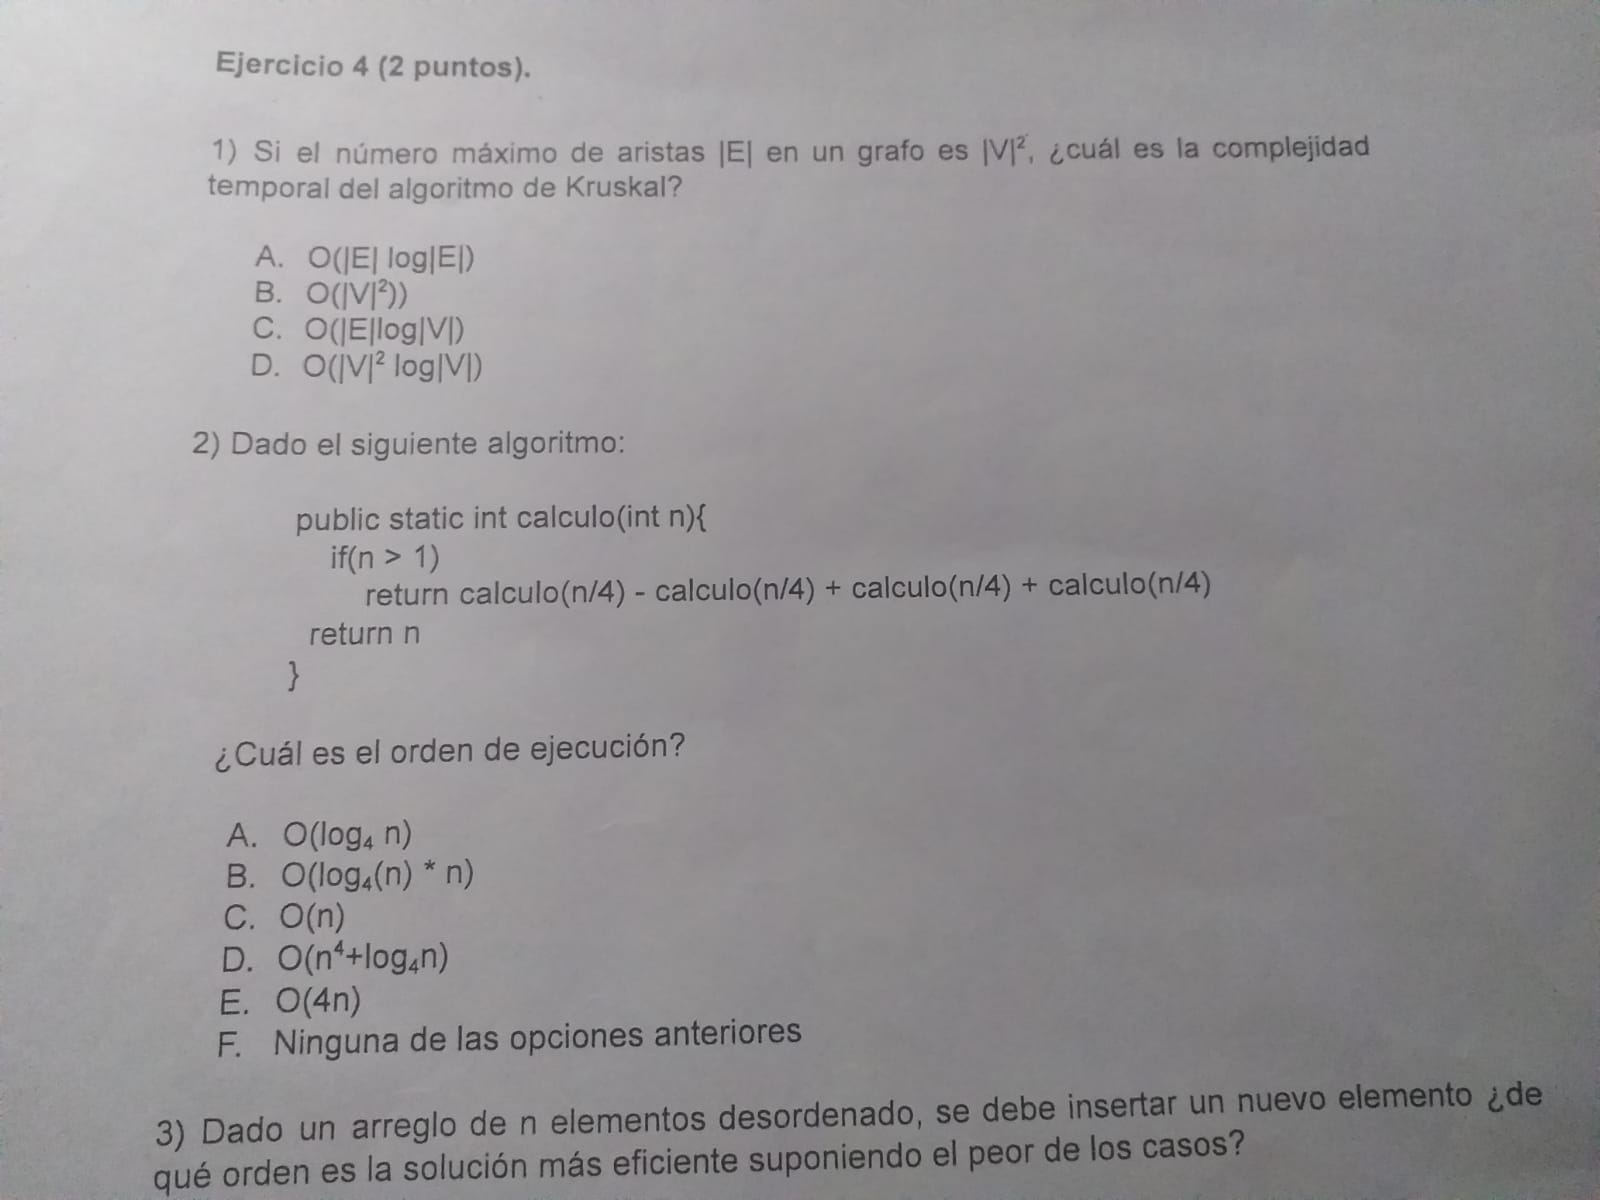 Ejercicio 4 (2 puntos).
1) Si el número máximo de aristas |E| en un grafo es |V|², ¿cuál es la complejidad
temporal del algoritmo de Kruskal?
A. O(|E| log|E|)
B. O(|V|²))
C. O(|E|log|V|)
D. O(|V|² log|V|)
2) Dado el siguiente algoritmo:
public static int calculo(int n){
if(n > 1)
return calculo(n/4) - calculo(n/4) + calculo(n/4) + calculo(n/4)
return n
}
¿Cuál es el orden de ejecución?
A. O(log₄ n)
B. O(log₄(n) * n)
C. O(n)
D. O(n⁴+log₄n)
E. O(4n)
F. Ninguna de las opciones anteriores
3) Dado un arreglo de n elementos desordenado, se debe insertar un nuevo elemento ¿de
qué orden es la solución más eficiente suponiendo el peor de los casos?